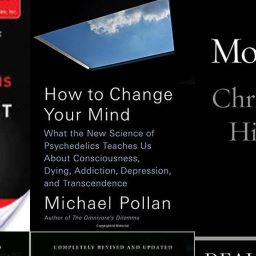 How to Change
Your Mind
What the New Science of
Psychedelics Teaches Us
About Consciousness,
Dying, Addiction, Depression,
and Transcendence
Michael Pollan
Author of The Omnivore's Dilemma
COMPLETELY REVISED AND UPDATED
Mo
Chr
Hi